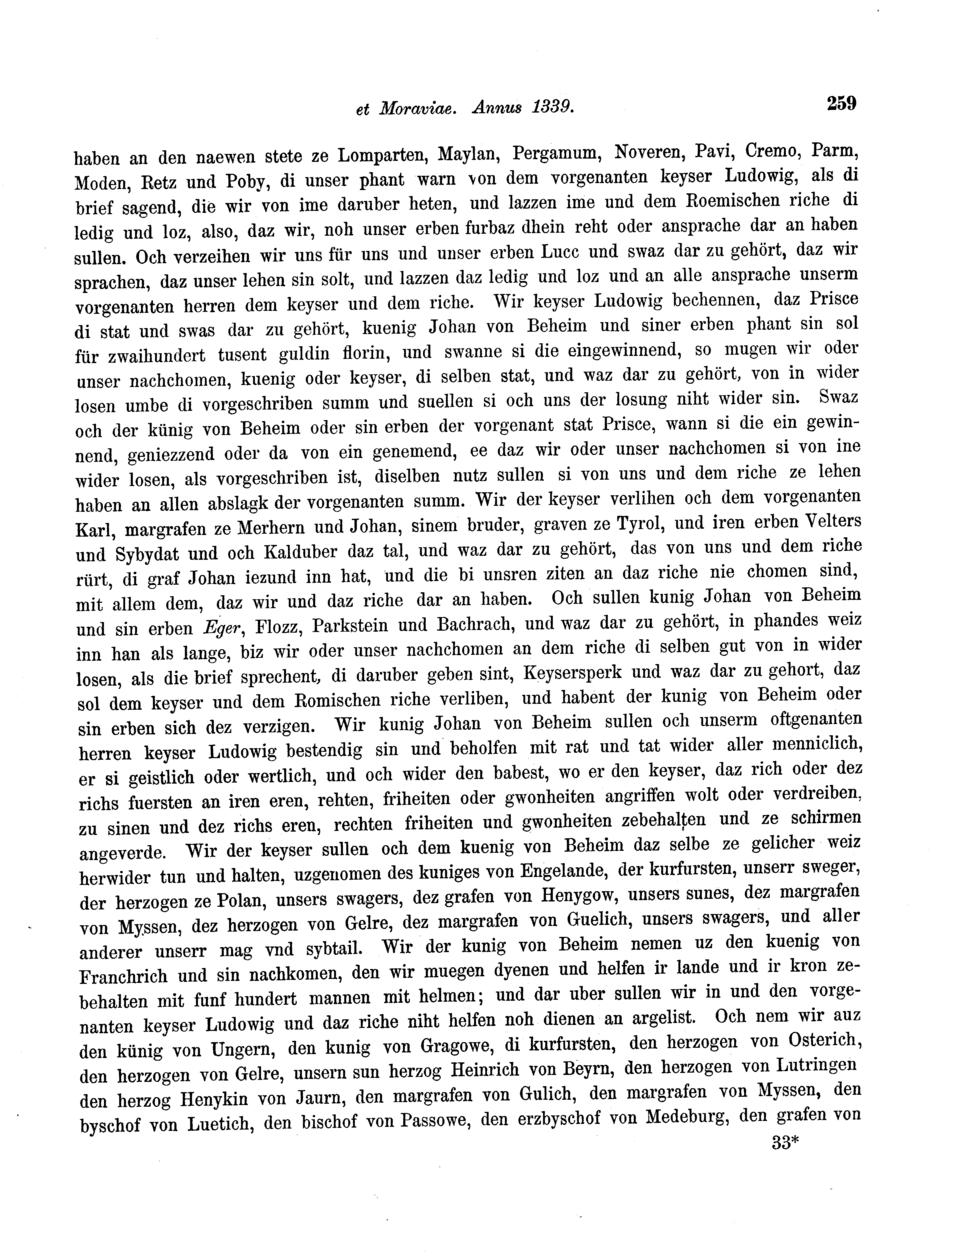 et Moraviae. Annus 1339. 259
haben an den naewen stete ze Lomparten, Maylan, Pergamum, Noveren, Pavi, Cremo, Parm,
Moden, Retz und Poby, di unser phant warn von dem vorgenanten keyser Ludowig, als di
brief sagend, die wir von ime daruber heten, und lazzen ime und dem Roemischen riche di
ledig und loz, also, daz wir, noh unser erben furbaz dhein reht oder ansprache dar an haben
sullen. Och verzeihen wir uns für uns und unser erben Lucc und swaz dar zu gehört, daz wir
sprachen, daz unser lehen sin solt, und lazzen daz ledig und loz und an alle ansprache unserm
vorgenanten herren dem keyser und dem riche. Wir keyser Ludowig bechennen, daz Prisce
di stat und swas dar zu gehört, kuenig Johan von Beheim und siner erben phant sin sol
für zwaihundert tusent guldin florin, und swanne si die eingewinnend, so mugen wir oder
unser nachchomen, kuenig oder keyser, di selben stat, und waz dar zu gehört, von in wider
losen umbe di vorgeschriben summ und suellen si och uns der losung niht wider sin. Swaz
och der künig von Beheim oder sin erben der vorgenant stat Prisce, wann si die ein gewin-
nend, geniezzend oder da von ein genemend, ee daz wir oder unser nachchomen si von ine
wider losen, als vorgeschriben ist, diselben nutz sullen si von uns und dem riche ze lehen
haben an allen abslagk der vorgenanten summ. Wir der keyser verlihen och dem vorgenanten
Karl, margrafen ze Merhern und Johan, sinem bruder, graven ze Tyrol, und iren erben Velters
und Sybydat und och Kalduber daz tal, und waz dar zu gehört, das von uns und dem riche
rürt, di graf Johan iezund inn hat, und die bi unsren ziten an daz riche nie chomen sind,
mit allem dem, daz wir und daz riche dar an haben. Och sullen kunig Johan von Beheim
und sin erben Eger, Flozz, Parkstein und Bachrach, und waz dar zu gehört, in phandes weiz
inn han als lange, biz wir oder unser nachchomen an dem riche di selben gut von in wider
losen, als die brief sprechent, di daruber geben sint, Keysersperk und waz dar zu gehort, daz
sol dem keyser und dem Romischen riche verliben, und habent der kunig von Beheim oder
sin erben sich dez verzigen. Wir kunig Johan von Beheim sullen och unserm oftgenanten
herren keyser Ludowig bestendig sin und beholfen mit rat und tat wider aller menniclich,
er si geistlich oder wertlich, und och wider den babest, wo er den keyser, daz rich oder dez
richs fuersten an iren eren, rehten, friheiten oder gwonheiten angriffen wolt oder verdreiben,
zu sinen und dez richs eren, rechten friheiten und gwonheiten zebehalten und ze schirmen
angeverde. Wir der keyser sullen och dem kuenig von Beheim daz selbe ze gelicher weiz
herwider tun und halten, uzgenomen des kuniges von Engelande, der kurfursten, unserr sweger,
der herzogen ze Polan, unsers swagers, dez grafen von Henygow, unsers sunes, dez margrafen
von Myssen, dez herzogen von Gelre, dez margrafen von Guelich, unsers swagers, und aller
anderer unserr mag vnd sybtail. Wir der kunig von Beheim nemen uz den kuenig von
Franchrich und sin nachkomen, den wir muegen dyenen und helfen ir lande und ir kron ze-
behalten mit funf hundert mannen mit helmen; und dar uber sullen wir in und den vorge-
nanten keyser Ludowig und daz riche niht helfen noh dienen an argelist. Och nem wir auz
den künig von Ungern, den kunig von Gragowe, di kurfursten, den herzogen von Osterich,
den herzogen von Gelre, unsern sun herzog Heinrich von Beyrn, den herzogen von Lutringen
den herzog Henykin von Jaurn, den margrafen von Gulich, den margrafen von Myssen, den
byschof von Luetich, den bischof von Passowe, den erzbyschof von Medeburg, den grafen von
33*